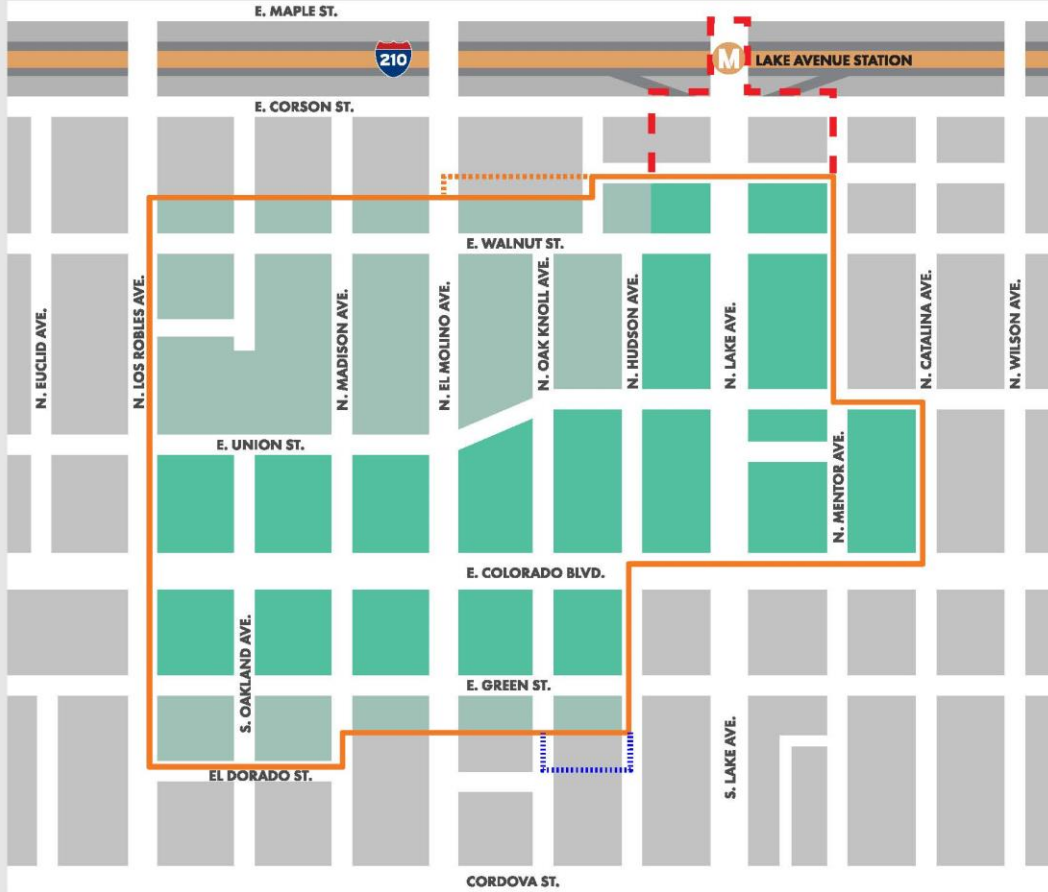 E. MAPLE ST.
210
M
LAKE AVENUE STATION
E. CORSON ST.
E. WALNUT ST.
N. EUCLID AVE.
N. LOS ROBLES AVE.
N. MADISON AVE.
N. EL MOLINO AVE.
N. OAK KNOLL AVE.
N. HUDSON AVE.
N. LAKE AVE.
N. CATALINA AVE.
N. WILSON AVE.
E. UNION ST.
N. MENTOR AVE.
E. COLORADO BLVD.
S. OAKLAND AVE.
E. GREEN ST.
S. LAKE AVE.
EL DORADO ST.
CORDOVA ST.